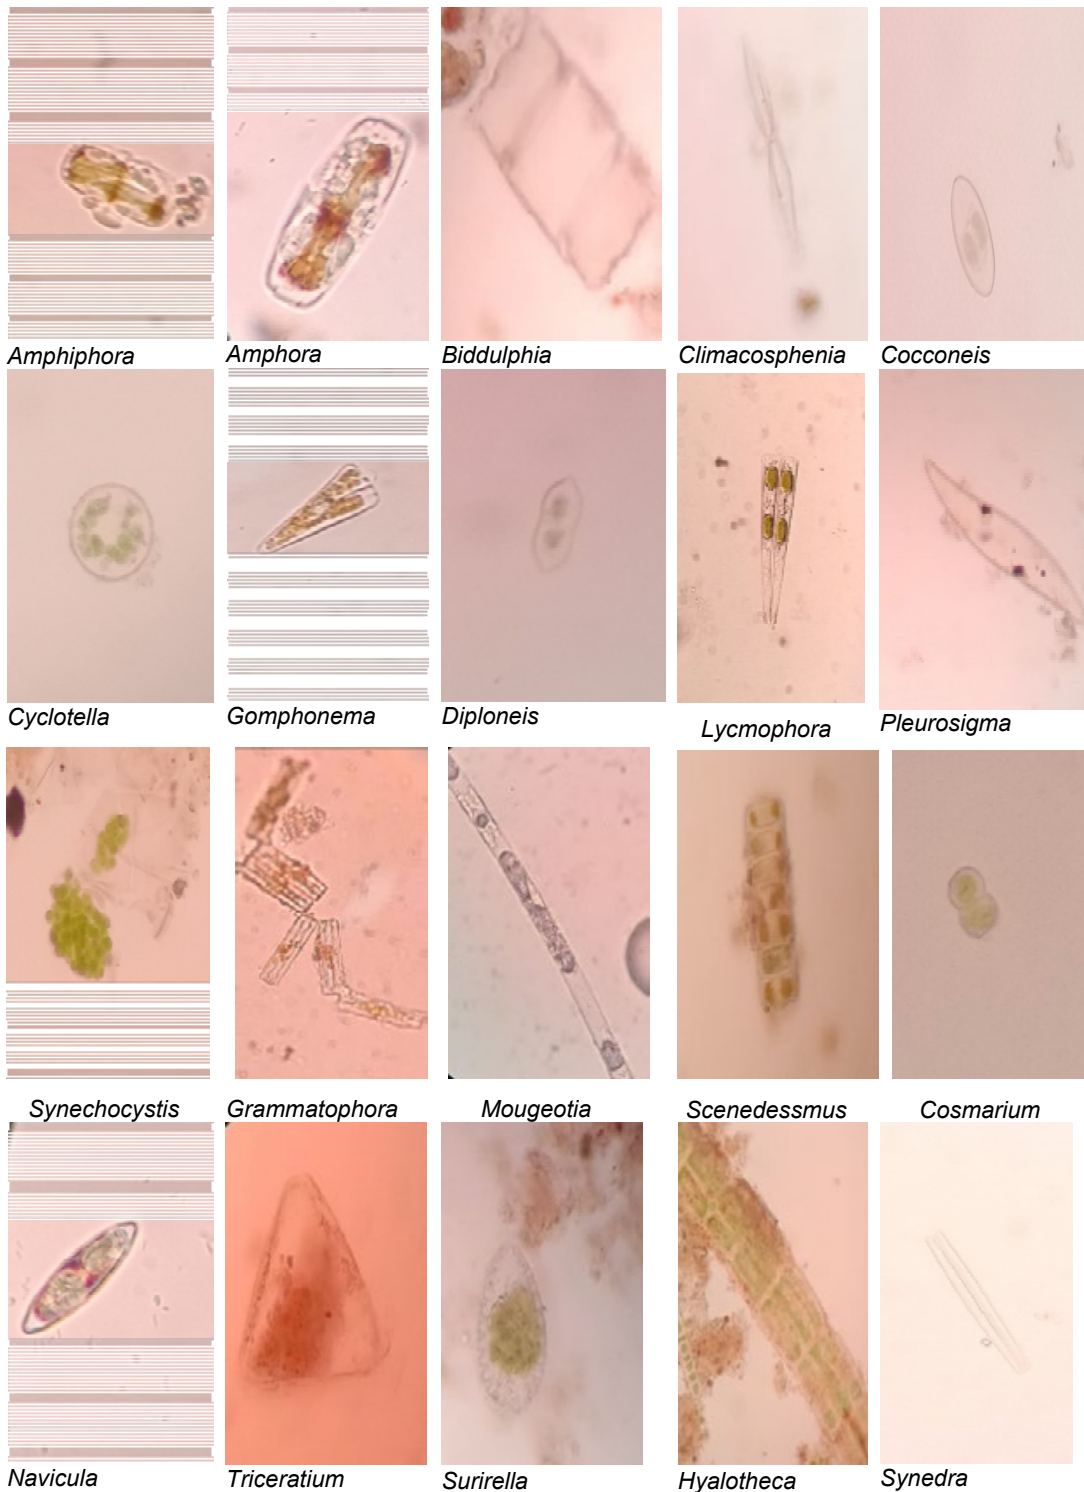 Amphiphora
Amphora
Biddulphia
Climacosphenia
Cocconeis
Cyclotella
Gomphonema
Diploneis
Lycmophora
Pleurosigma
Synechocystis
Grammatophora
Mougeotia
Scenedessmus
Cosmarium
Navicula
Triceratium
Surirella
Hyalotheca
Synedra